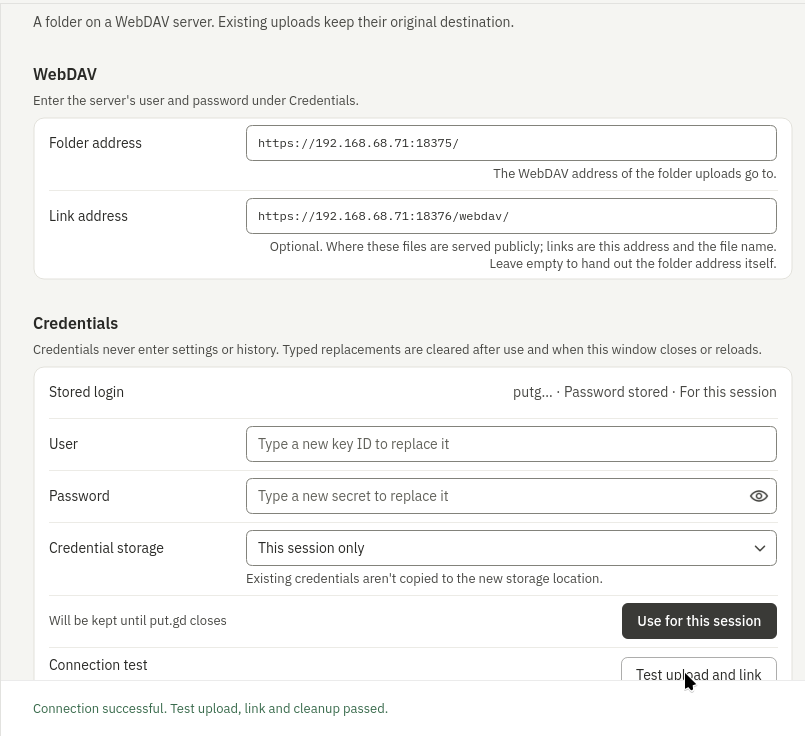 A folder on a WebDAV server. Existing uploads keep their original destination.
WebDAV
Enter the server's user and password under Credentials.
Folder address
https://192.168.68.71:18375/
The WebDAV address of the folder uploads go to.
Link address
https://192.168.68.71:18376/webdav/
Optional. Where these files are served publicly; links are this address and the file name.
Leave empty to hand out the folder address itself.
Credentials
Credentials never enter settings or history. Typed replacements are cleared after use and when this window closes or reloads.
Stored login
putg... · Password stored · For this session
User
Type a new key ID to replace it
Password
Type a new secret to replace it
Credential storage
This session only
Existing credentials aren't copied to the new storage location.
Will be kept until put.gd closes
Use for this session
Connection test
Test upload and link
Connection successful. Test upload, link and cleanup passed.